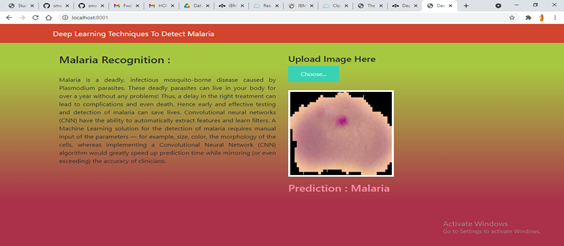 localhost:8001
Deep Learning Techniques To Detect Malaria
Malaria Recognition :
Malaria is a deadly, infectious mosquito-borne disease caused by
Plasmodium parasites. These deadly parasites can live in your body for
over a year without any problems! Thus, a delay in the right treatment can
lead to complications and even death. Hence early and effective testing
and detection of malaria can save lives. Convolutional neural networks
(CNN) have the ability to automatically extract features and learn filters. A
Machine Learning solution for the detection of malaria requires manual
input of the parameters — for example, size, color, the morphology of the
cells, whereas implementing a Convolutional Neural Network (CNN)
algorithm would greatly speed up prediction time while mirroring (or even
exceeding) the accuracy of clinicians.
Upload Image Here
Choose...
Prediction : Malaria
Activate Windows
Go to Settings to activate Windows.